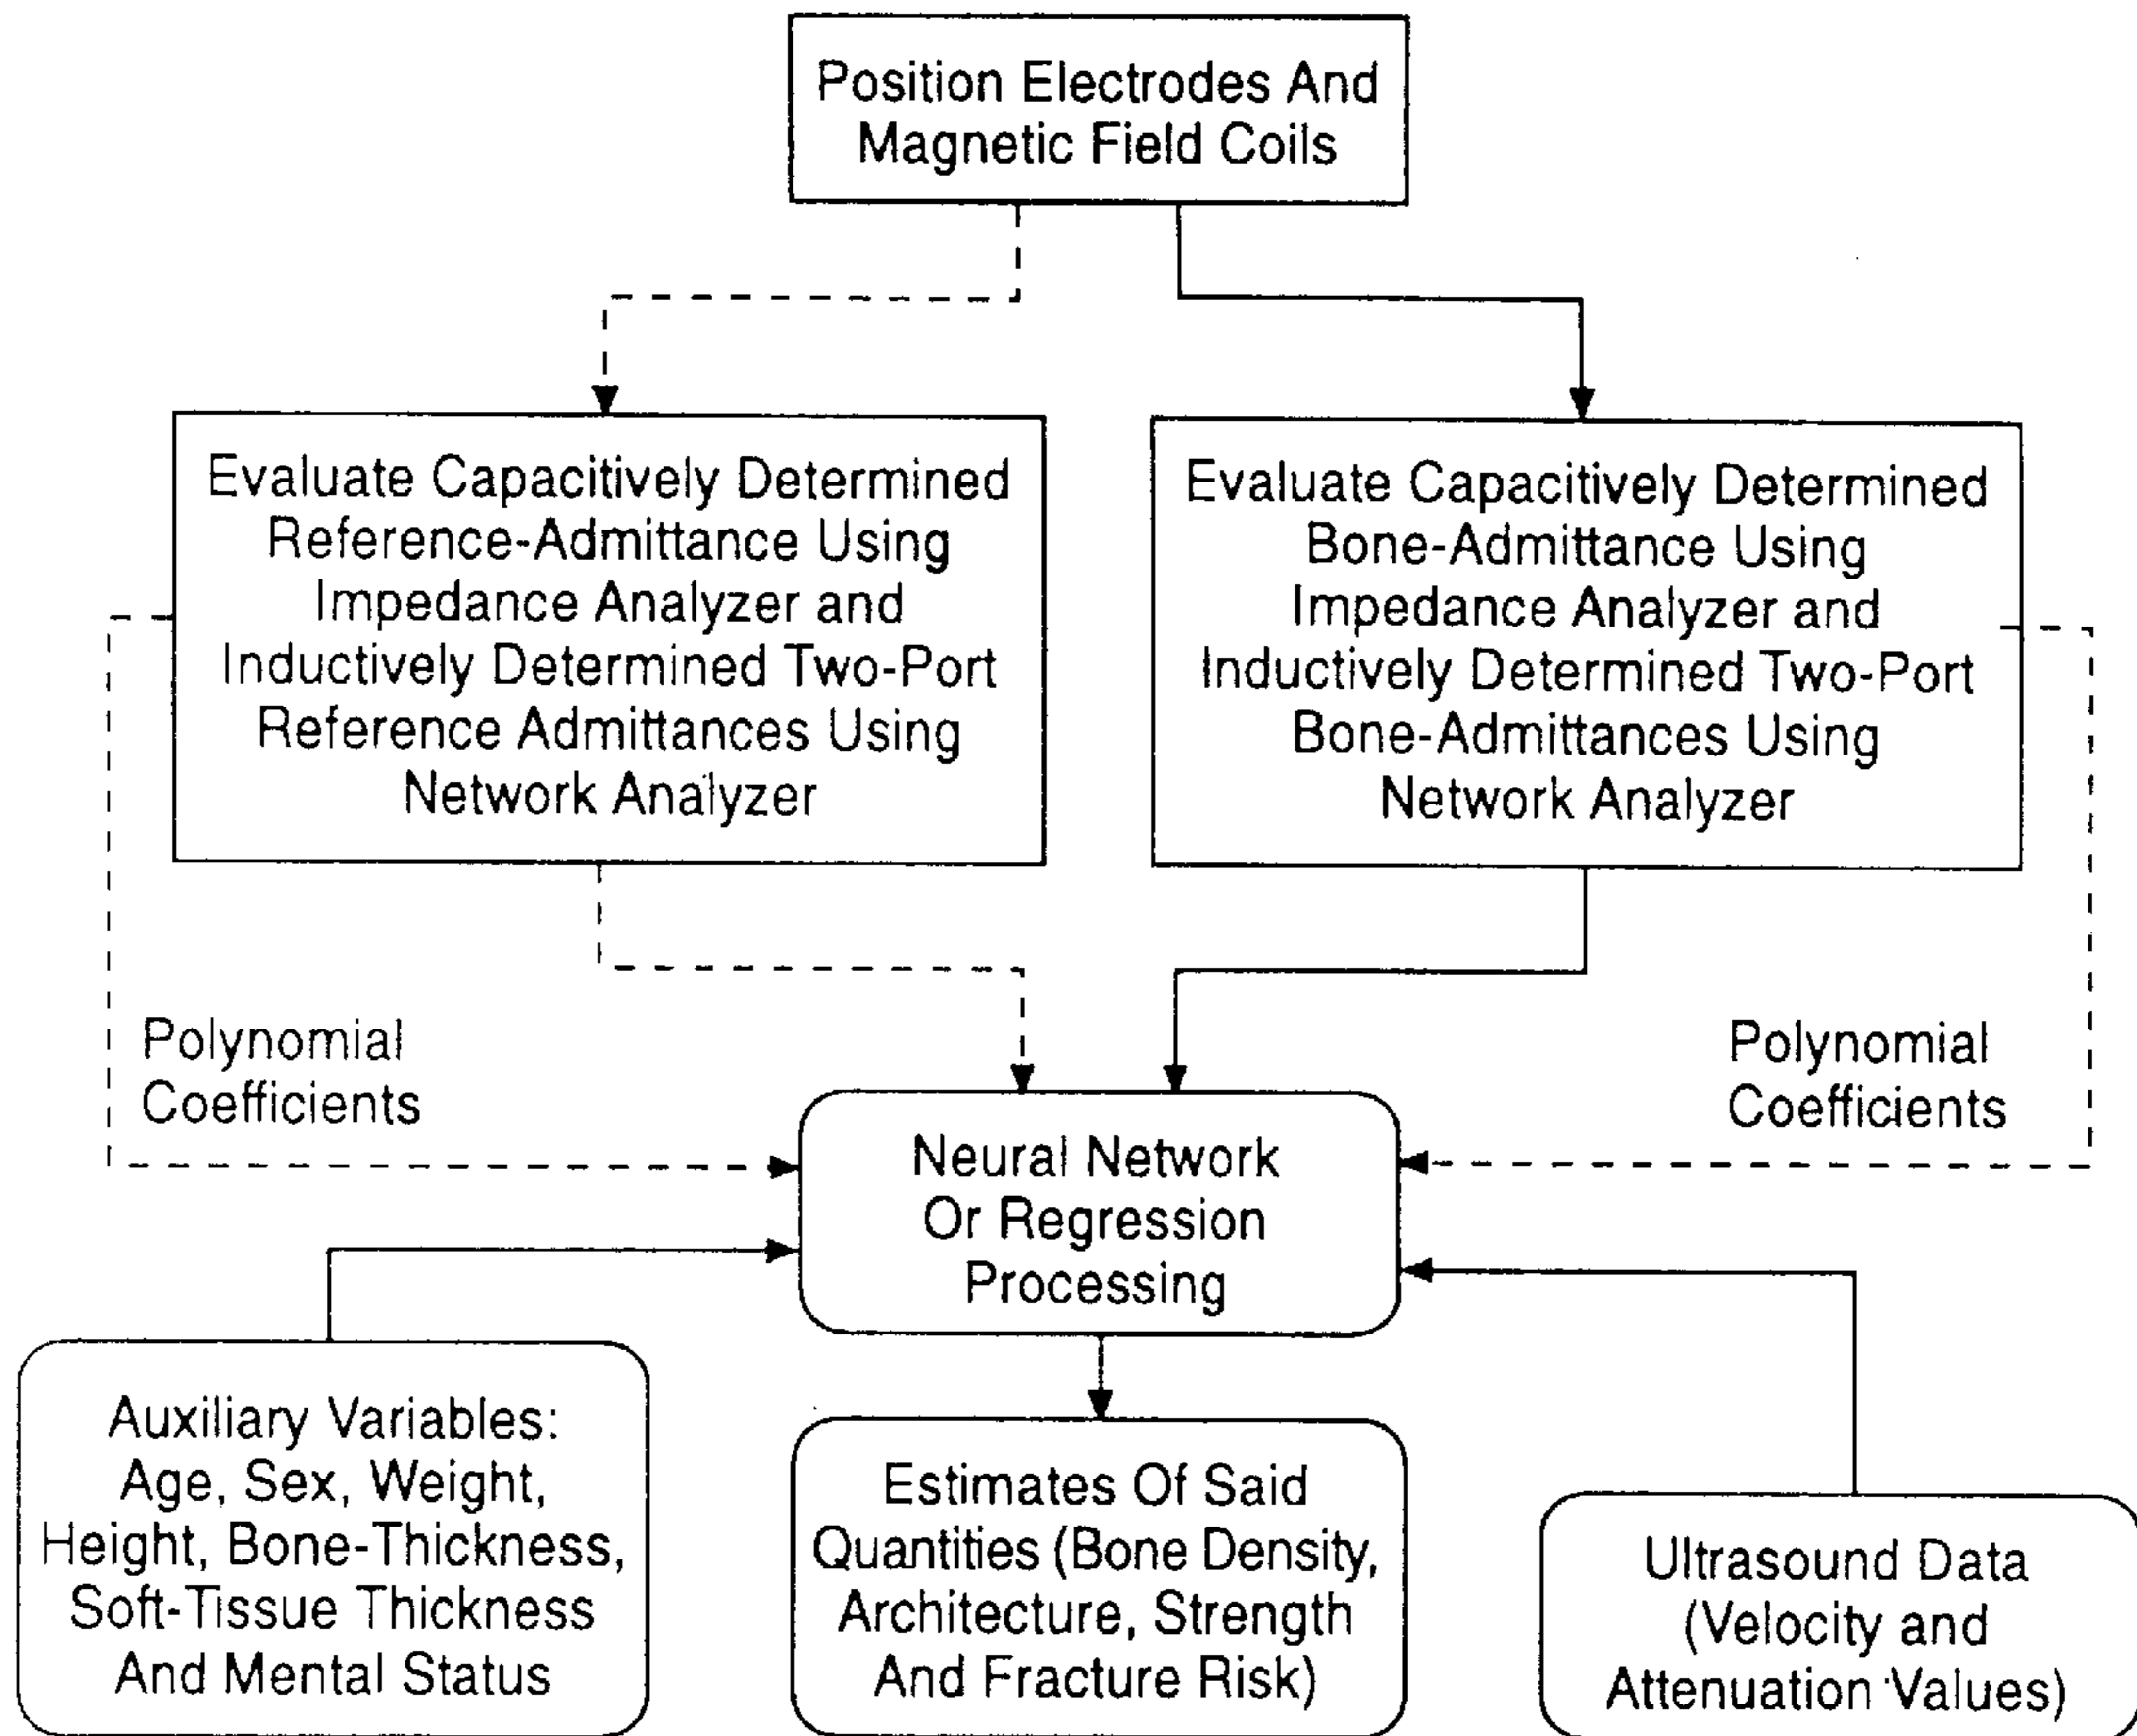 Position Electrodes And
Magnetic Field Coils
Evaluate Capacitively Determined
Reference-Admittance Using
Impedance Analyzer and
Inductively Determined Two-Port
Reference Admittances Using
Network Analyzer
Evaluate Capacitively Determined
Bone-Admittance Using
Impedance Analyzer and
Inductively Determined Two-Port
Bone-Admittances Using
Network Analyzer
Polynomial
Coefficients
Polynomial
Coefficients
Neural Network
Or Regression
Processing
Auxiliary Variables:
Age, Sex, Weight,
Height, Bone-Thickness,
Soft-Tissue Thickness
And Mental Status
Estimates Of Said
Quantities (Bone Density,
Architecture, Strength
And Fracture Risk)
Ultrasound Data
(Velocity and
Attenuation Values)